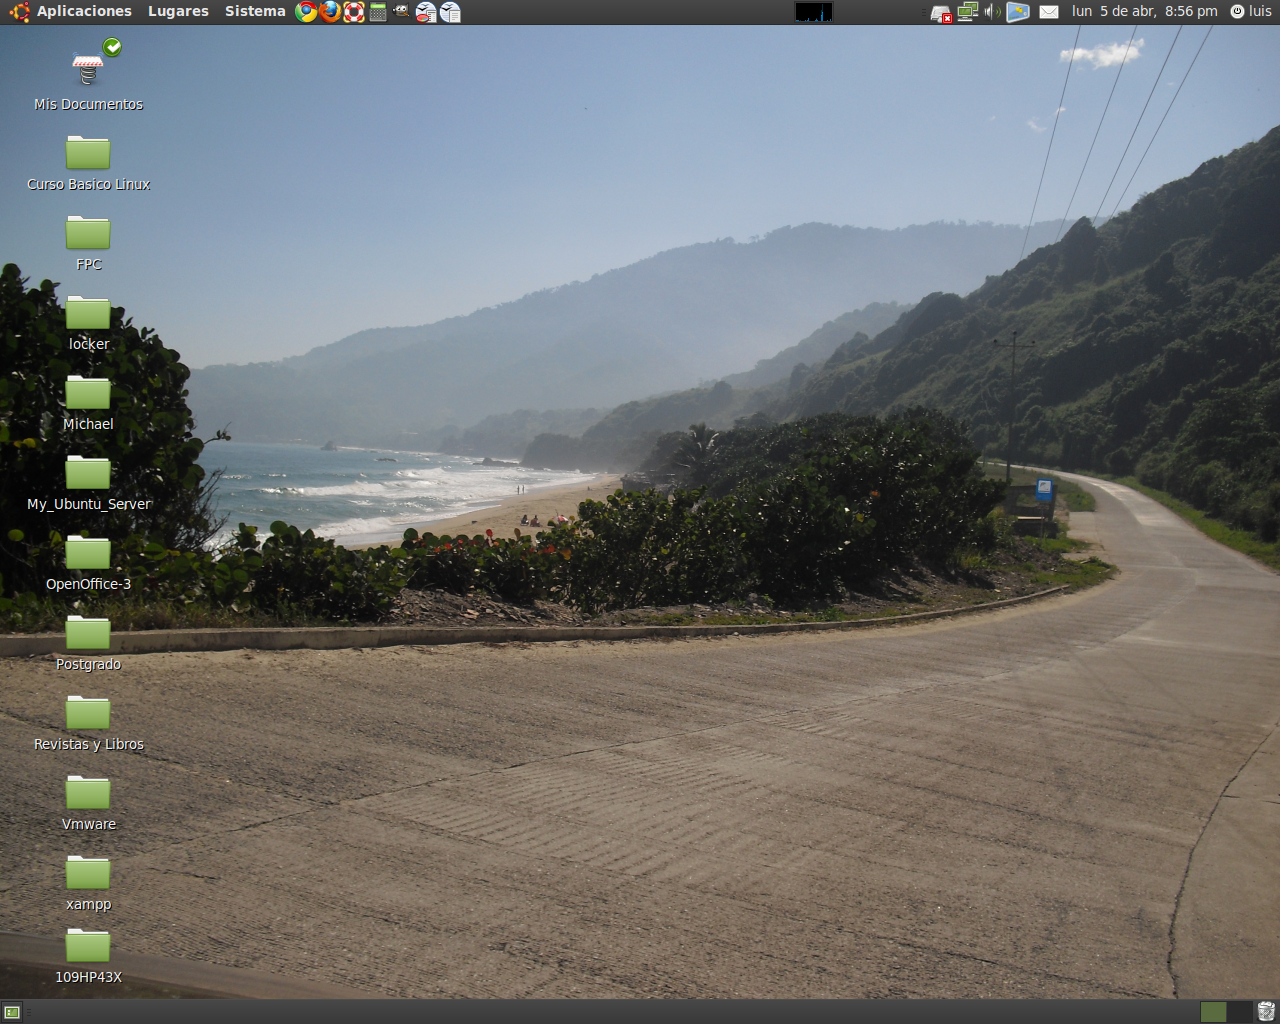 Aplicaciones Lugares Sistema lun 5 de abr, 8:56 pm luis
Mis Documentos
Curso Basico Linux
FPC
locker
Michael
My_Ubuntu_Server
OpenOffice-3
Postgrado
Revistas y Libros
Vmware
xampp
109HP43X